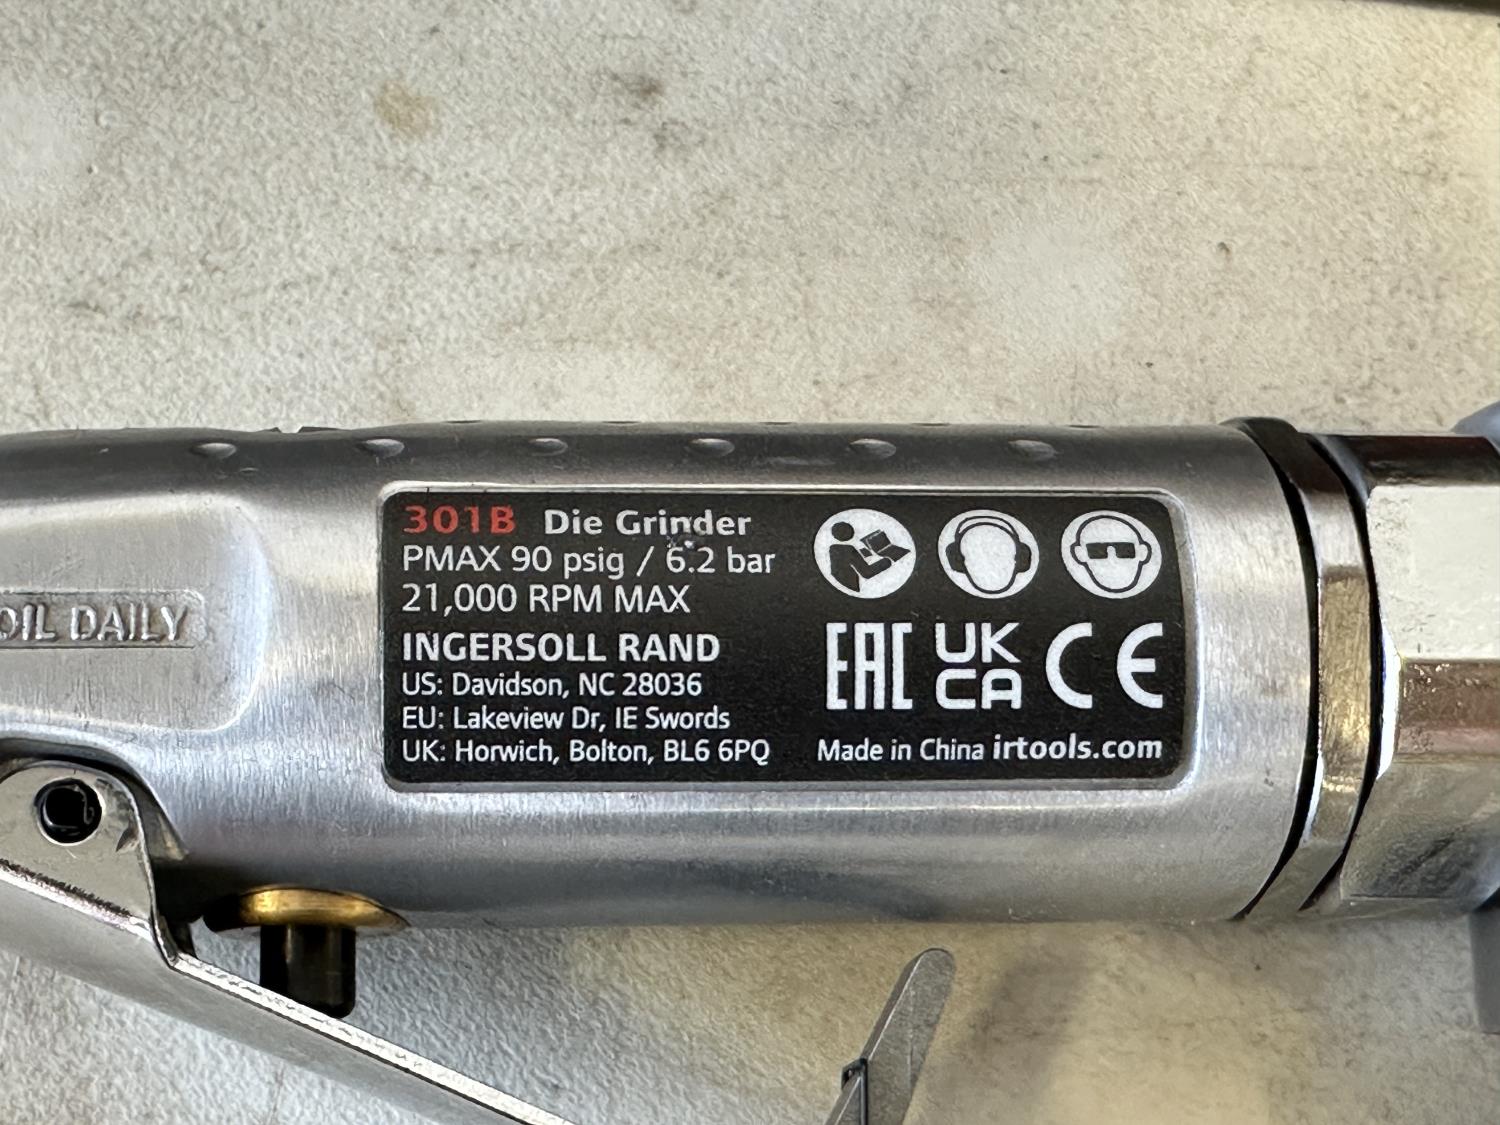 OIL DAILY
301B Die Grinder
PMAX 90 psig / 6.2 bar
21,000 RPM MAX
INGERSOLL RAND
US: Davidson, NC 28036
EU: Lakeview Dr, IE Swords
UK: Horwich, Bolton, BL6 6PQ
EAC UK CA CE
Made in China irtools.com